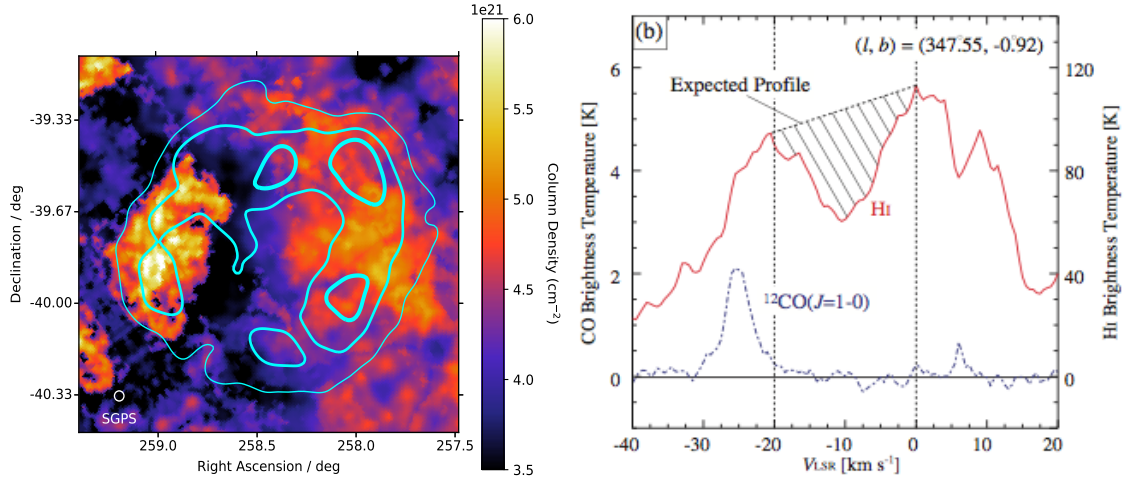 1e21
6.0
5.5
5.0
4.5
4.0
3.5
Column Density (cm⁻²)
-39.33
-39.67
-40.00
-40.33
Declination / deg
SGPS
259.0
258.5
258.0
257.5
Right Ascension / deg
(b)
(l, b) = (347.°55, -0.°92)
Expected Profile
HI
¹²CO(J=1-0)
6
4
2
0
CO Brightness Temperature [K]
120
80
40
0
HI Brightness Temperature [K]
-40
-30
-20
-10
0
10
20
VLSR [km s⁻¹]